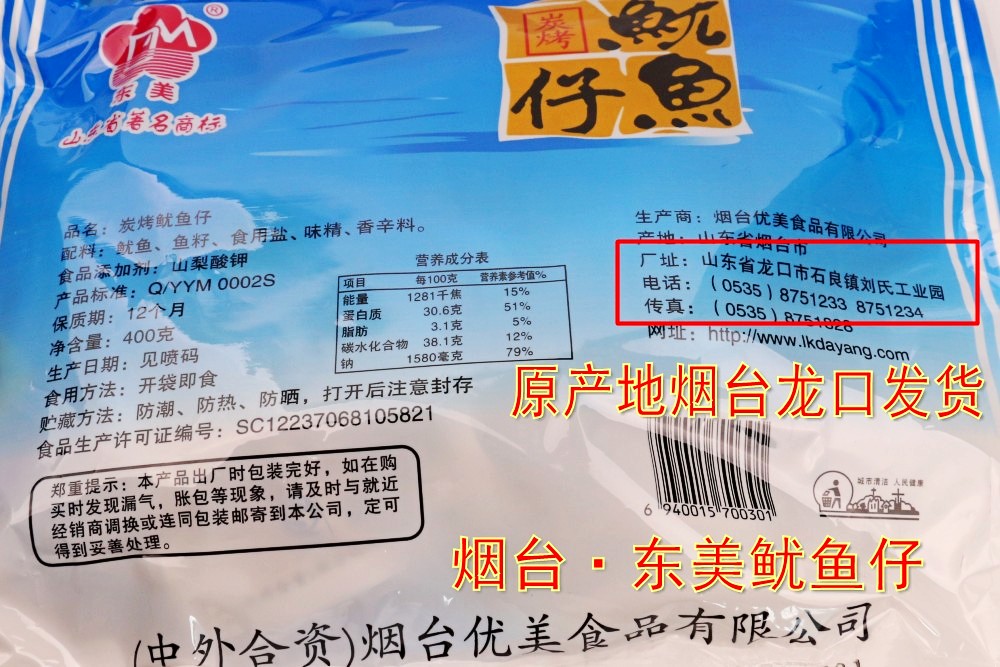 ®
东美
山东省著名商标
炭烤
鱿
仔魚
品名：炭烤鱿鱼仔
配料：鱿鱼、鱼籽、食用盐、味精、香辛料。
食品添加剂：山梨酸钾
产品标准：Q/YYM 0002S
保质期：12个月
净含量：400克
生产日期：见喷码
食用方法：开袋即食
贮藏方法：防潮、防热、防晒，打开后注意封存
食品生产许可证编号：SC12237068105821
营养成分表
项目 每100克 营养素参考值%
能量 1281千焦 15%
蛋白质 30.6克 51%
脂肪 3.1克 5%
碳水化合物 38.1克 12%
钠 1580毫克 79%
生产商：烟台优美食品有限公司
产地：山东省烟台市
厂址：山东省龙口市石良镇刘氏工业园
电话：（0535）8751233 8751234
传真：（0535）8751828
网址：http://www.lkdayang.com
原产地烟台龙口发货
郑重提示：本产品出厂时包装完好，如在购
买时发现漏气，胀包等现象，请及时与就近
经销商调换或连同包装邮寄到本公司，定可
得到妥善处理。
6 940015 700301
城市清洁 人民健康
烟台·东美鱿鱼仔
(中外合资)烟台优美食品有限公司